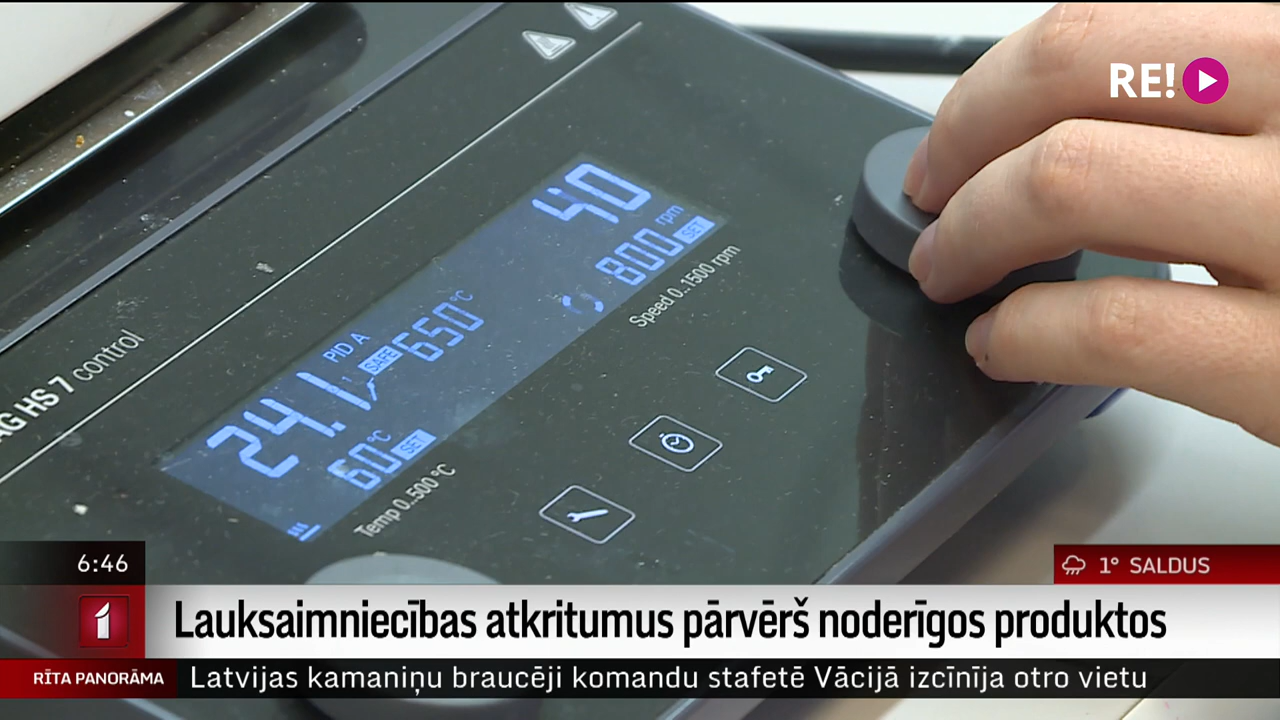 RE!
40
800 rpm SET
Speed 0..1500 rpm
PID A
24.1 SAFE 650 °C
60 °C SET
Temp 0..500 °C
AG HS 7 control
6:46
1° SALDUS
1
Lauksaimniecības atkritumus pārvērš noderīgos produktos
RĪTA PANORĀMA
Latvijas kamaniņu braucēji komandu stafetē Vācijā izcīnīja otro vietu